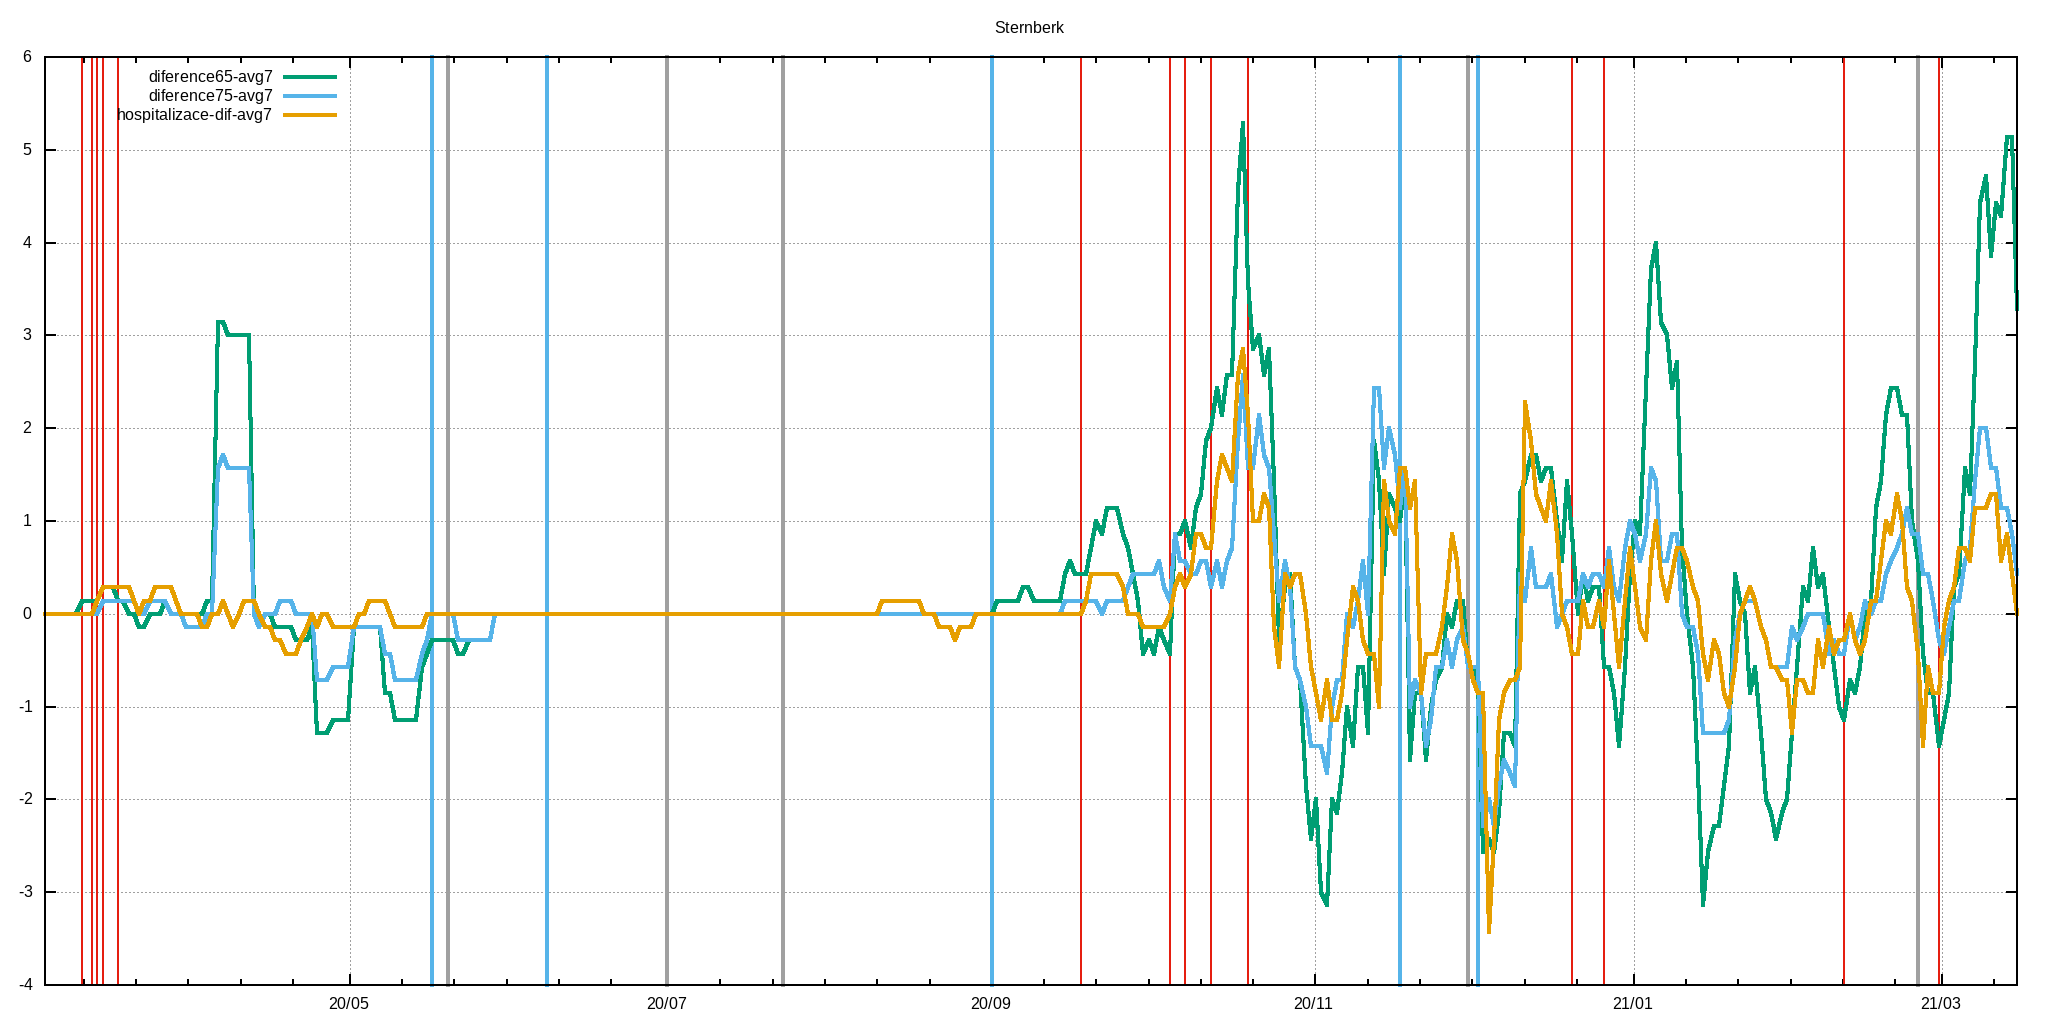 Sternberk
diference65-avg7
diference75-avg7
hospitalizace-dif-avg7
6
5
4
3
2
1
0
-1
-2
-3
-4
20/05 20/07 20/09 20/11 21/01 21/03